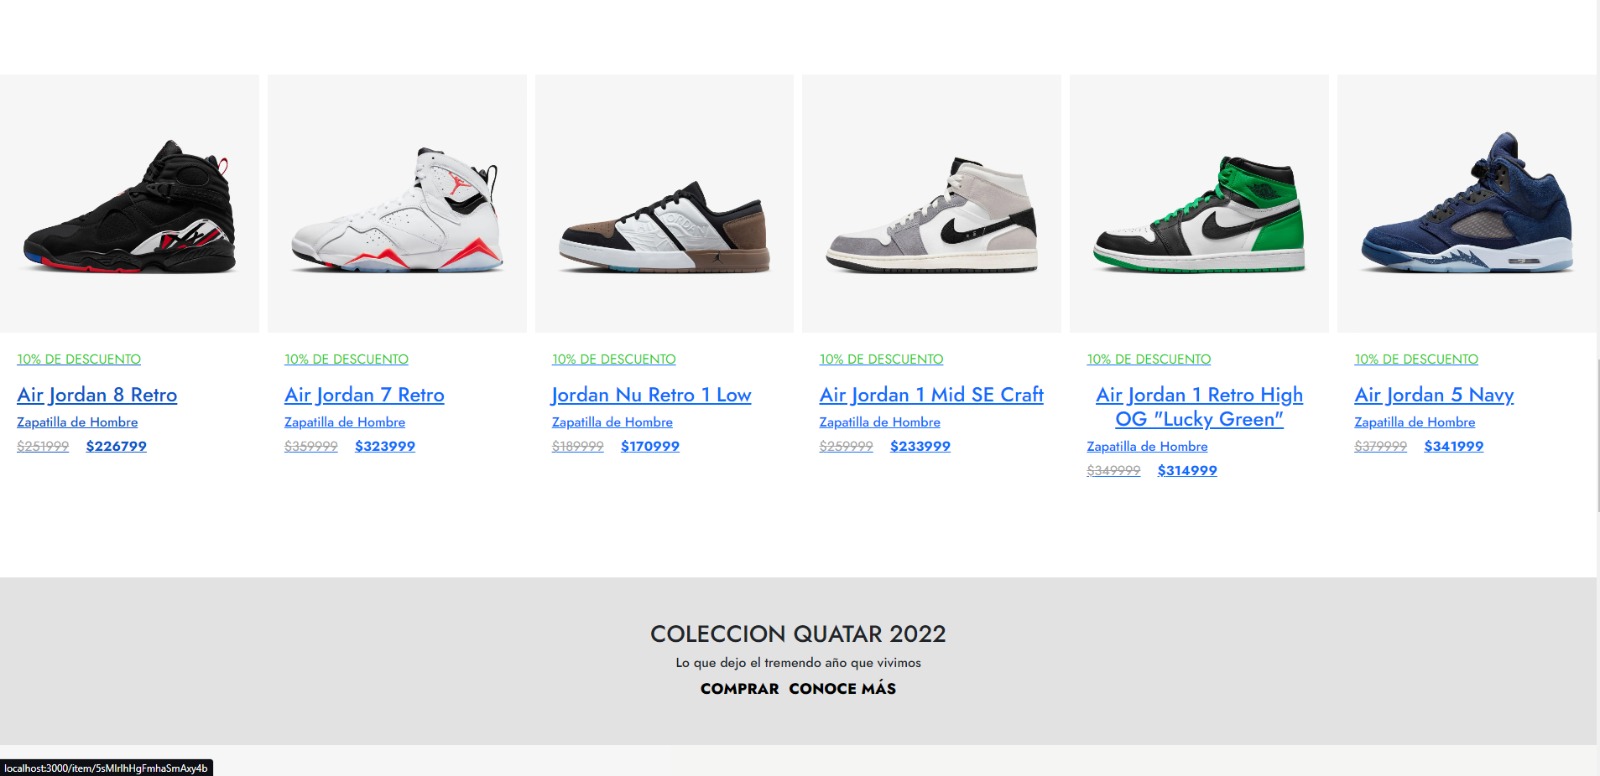 10% DE DESCUENTO
Air Jordan 8 Retro
Zapatilla de Hombre
$251999 $226799
10% DE DESCUENTO
Air Jordan 7 Retro
Zapatilla de Hombre
$359999 $323999
10% DE DESCUENTO
Jordan Nu Retro 1 Low
Zapatilla de Hombre
$189999 $170999
10% DE DESCUENTO
Air Jordan 1 Mid SE Craft
Zapatilla de Hombre
$259999 $233999
10% DE DESCUENTO
Air Jordan 1 Retro High
OG "Lucky Green"
Zapatilla de Hombre
$349999 $314999
10% DE DESCUENTO
Air Jordan 5 Navy
Zapatilla de Hombre
$379999 $341999
COLECCION QUATAR 2022
Lo que dejo el tremendo año que vivimos
COMPRAR CONOCE MÁS
localhost:3000/item/5sMIrlhHgFmhaSmAxy4b